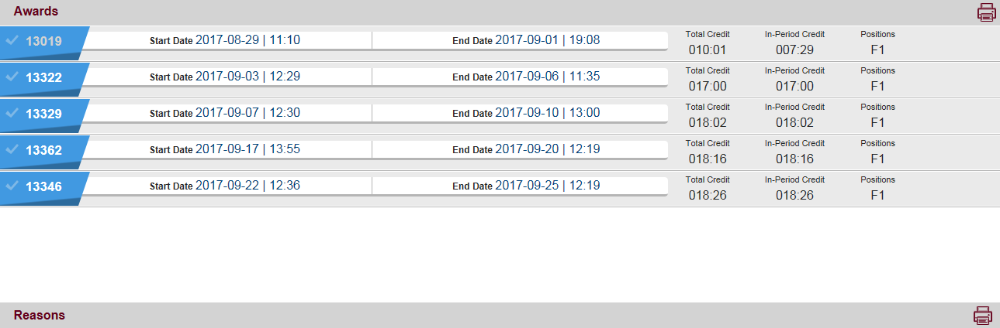 Awards
13019 Start Date 2017-08-29 | 11:10 End Date 2017-09-01 | 19:08 Total Credit 010:01 In-Period Credit 007:29 Positions F1
13322 Start Date 2017-09-03 | 12:29 End Date 2017-09-06 | 11:35 Total Credit 017:00 In-Period Credit 017:00 Positions F1
13329 Start Date 2017-09-07 | 12:30 End Date 2017-09-10 | 13:00 Total Credit 018:02 In-Period Credit 018:02 Positions F1
13362 Start Date 2017-09-17 | 13:55 End Date 2017-09-20 | 12:19 Total Credit 018:16 In-Period Credit 018:16 Positions F1
13346 Start Date 2017-09-22 | 12:36 End Date 2017-09-25 | 12:19 Total Credit 018:26 In-Period Credit 018:26 Positions F1
Reasons